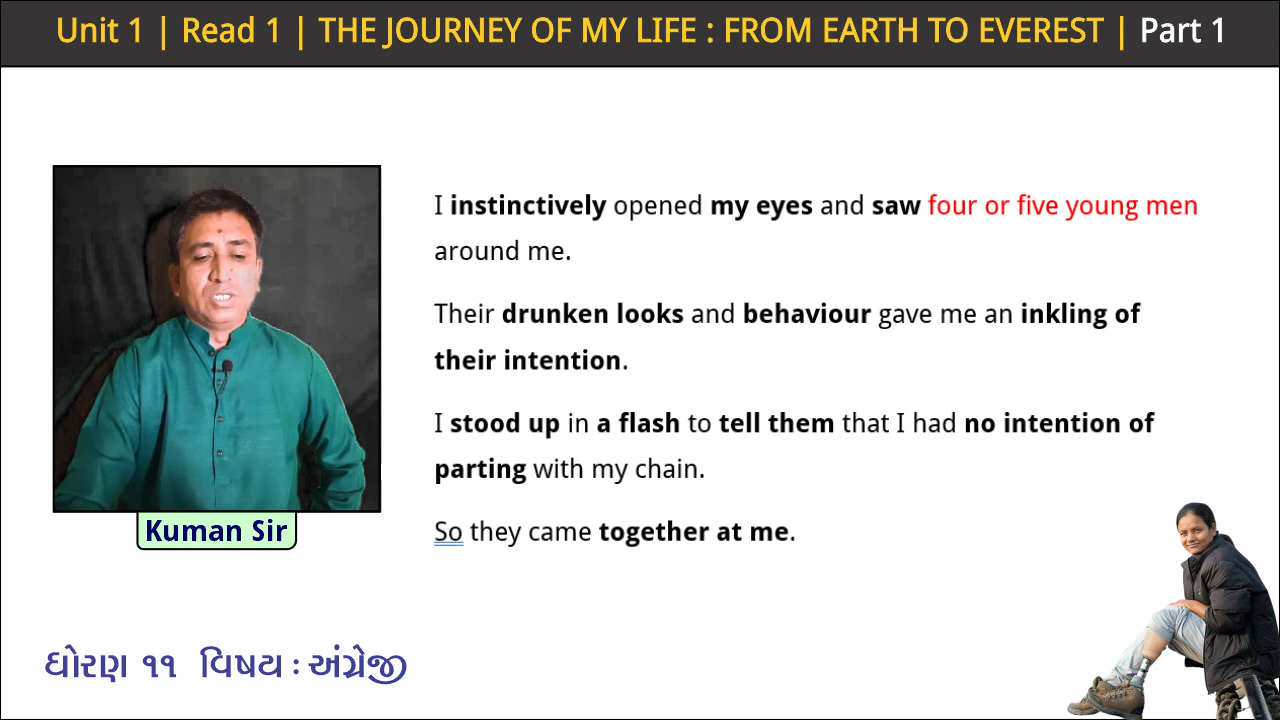 Unit 1 | Read 1 | THE JOURNEY OF MY LIFE : FROM EARTH TO EVEREST | Part 1
I instinctively opened my eyes and saw four or five young men
around me.
Their drunken looks and behaviour gave me an inkling of
their intention.
I stood up in a flash to tell them that I had no intention of
parting with my chain.
So they came together at me.
Kuman Sir
ધોરણ ૧૧ વિષય : અંગ્રેજી